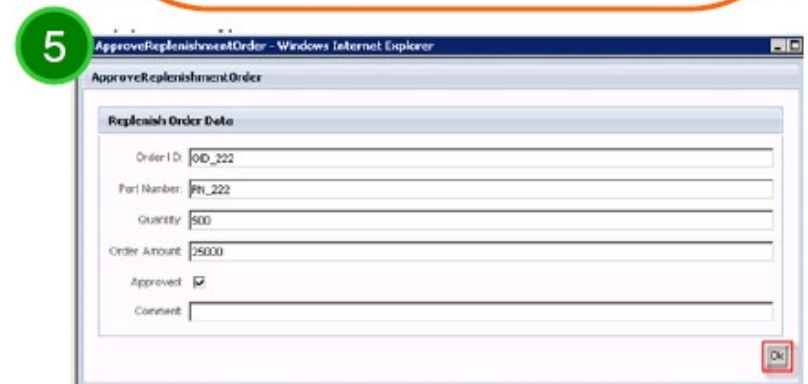 5
ApproveReplenishmentOrder - Windows Internet Explorer
ApproveReplenishmentOrder
Replenish Order Data
Order ID: OID_222
Part Number: PN_222
Quantity: 500
Order Amount: 25000
Approved:
Comment:
Ok